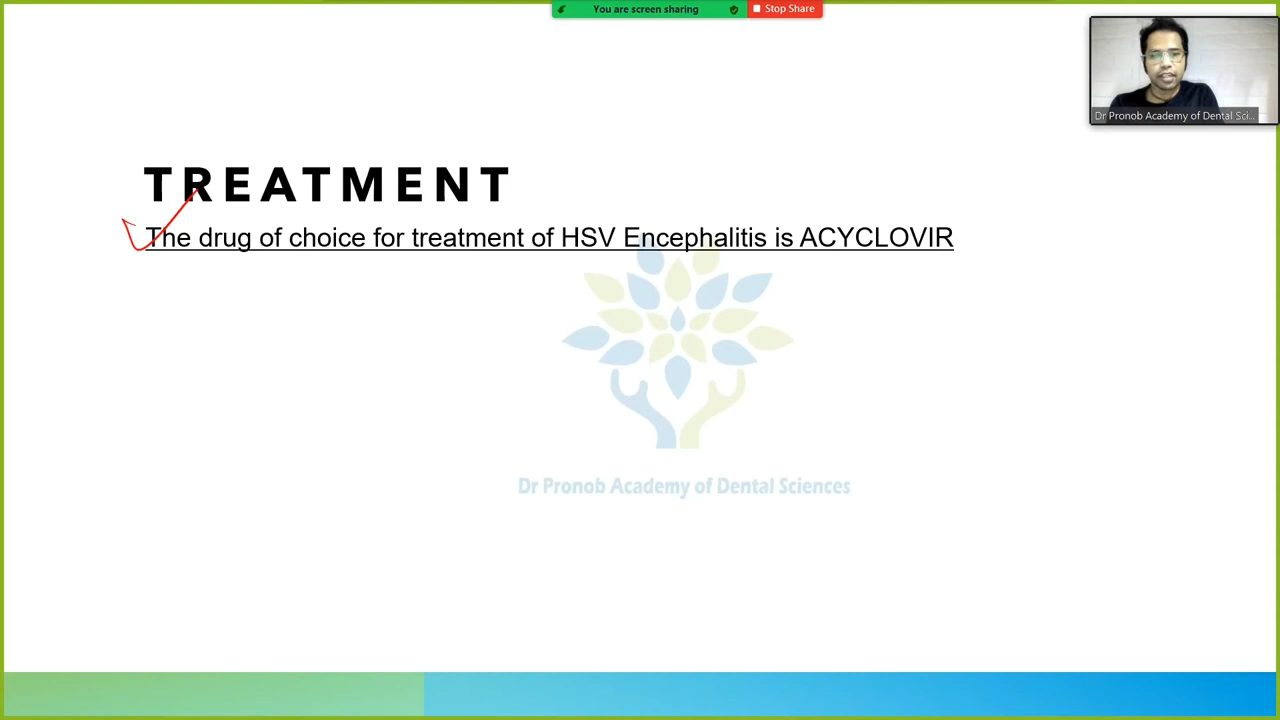 You are screen sharing
Stop Share
Dr Pronob Academy of Dental Sci...
TREATMENT
The drug of choice for treatment of HSV Encephalitis is ACYCLOVIR
Dr Pronob Academy of Dental Sciences